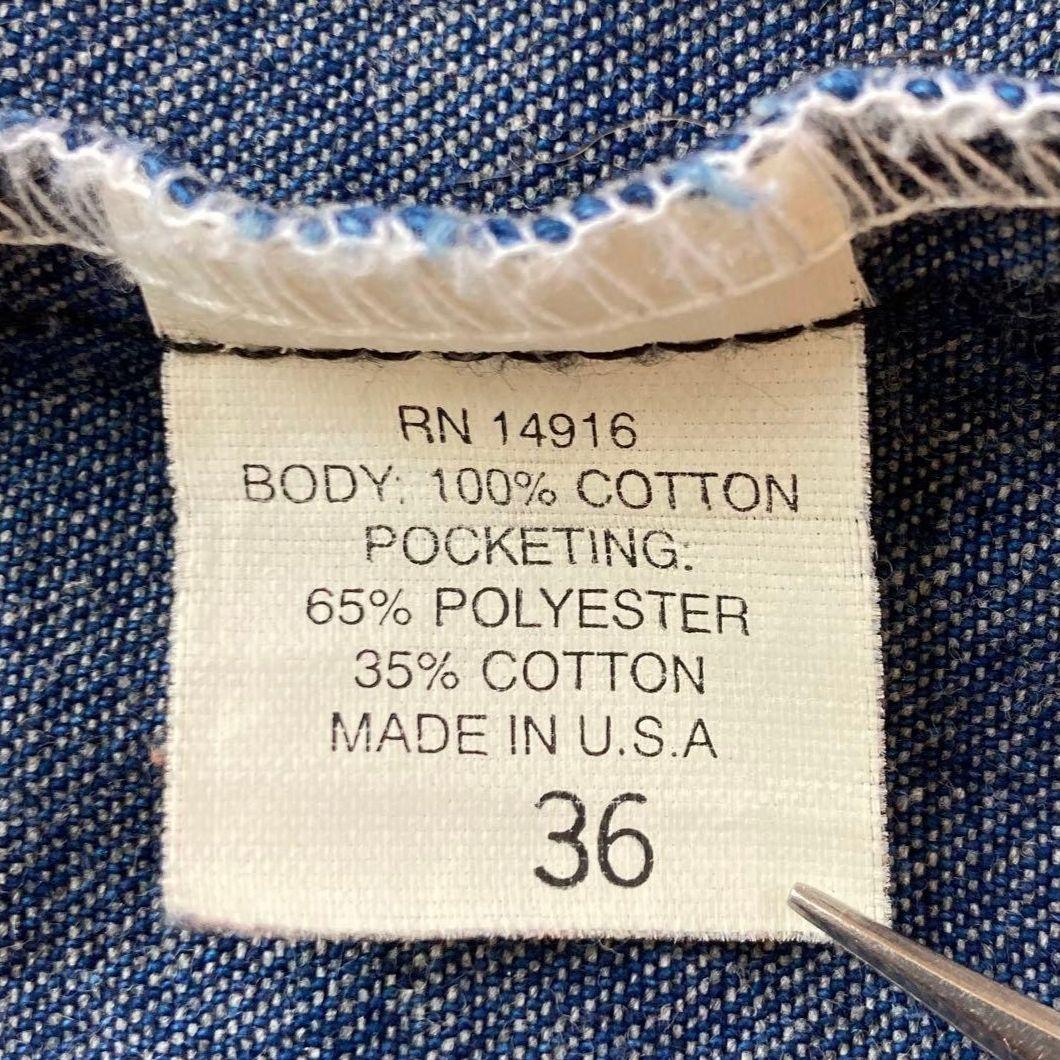 RN 14916
BODY: 100% COTTON
POCKETING:
65% POLYESTER
35% COTTON
MADE IN U.S.A
36